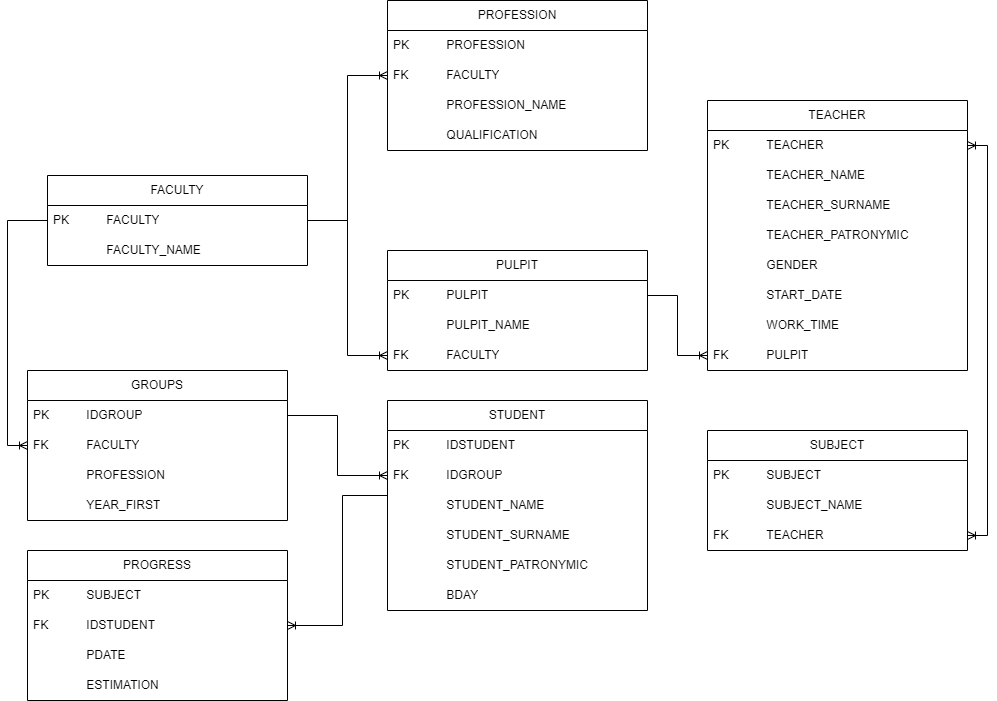 PROFESSION
PK PROFESSION
FK FACULTY
PROFESSION_NAME
QUALIFICATION
TEACHER
PK TEACHER
TEACHER_NAME
TEACHER_SURNAME
TEACHER_PATRONYMIC
GENDER
START_DATE
WORK_TIME
FK PULPIT
FACULTY
PK FACULTY
FACULTY_NAME
PULPIT
PK PULPIT
PULPIT_NAME
FK FACULTY
GROUPS
PK IDGROUP
FK FACULTY
PROFESSION
YEAR_FIRST
STUDENT
PK IDSTUDENT
FK IDGROUP
STUDENT_NAME
STUDENT_SURNAME
STUDENT_PATRONYMIC
BDAY
SUBJECT
PK SUBJECT
SUBJECT_NAME
FK TEACHER
PROGRESS
PK SUBJECT
FK IDSTUDENT
PDATE
ESTIMATION